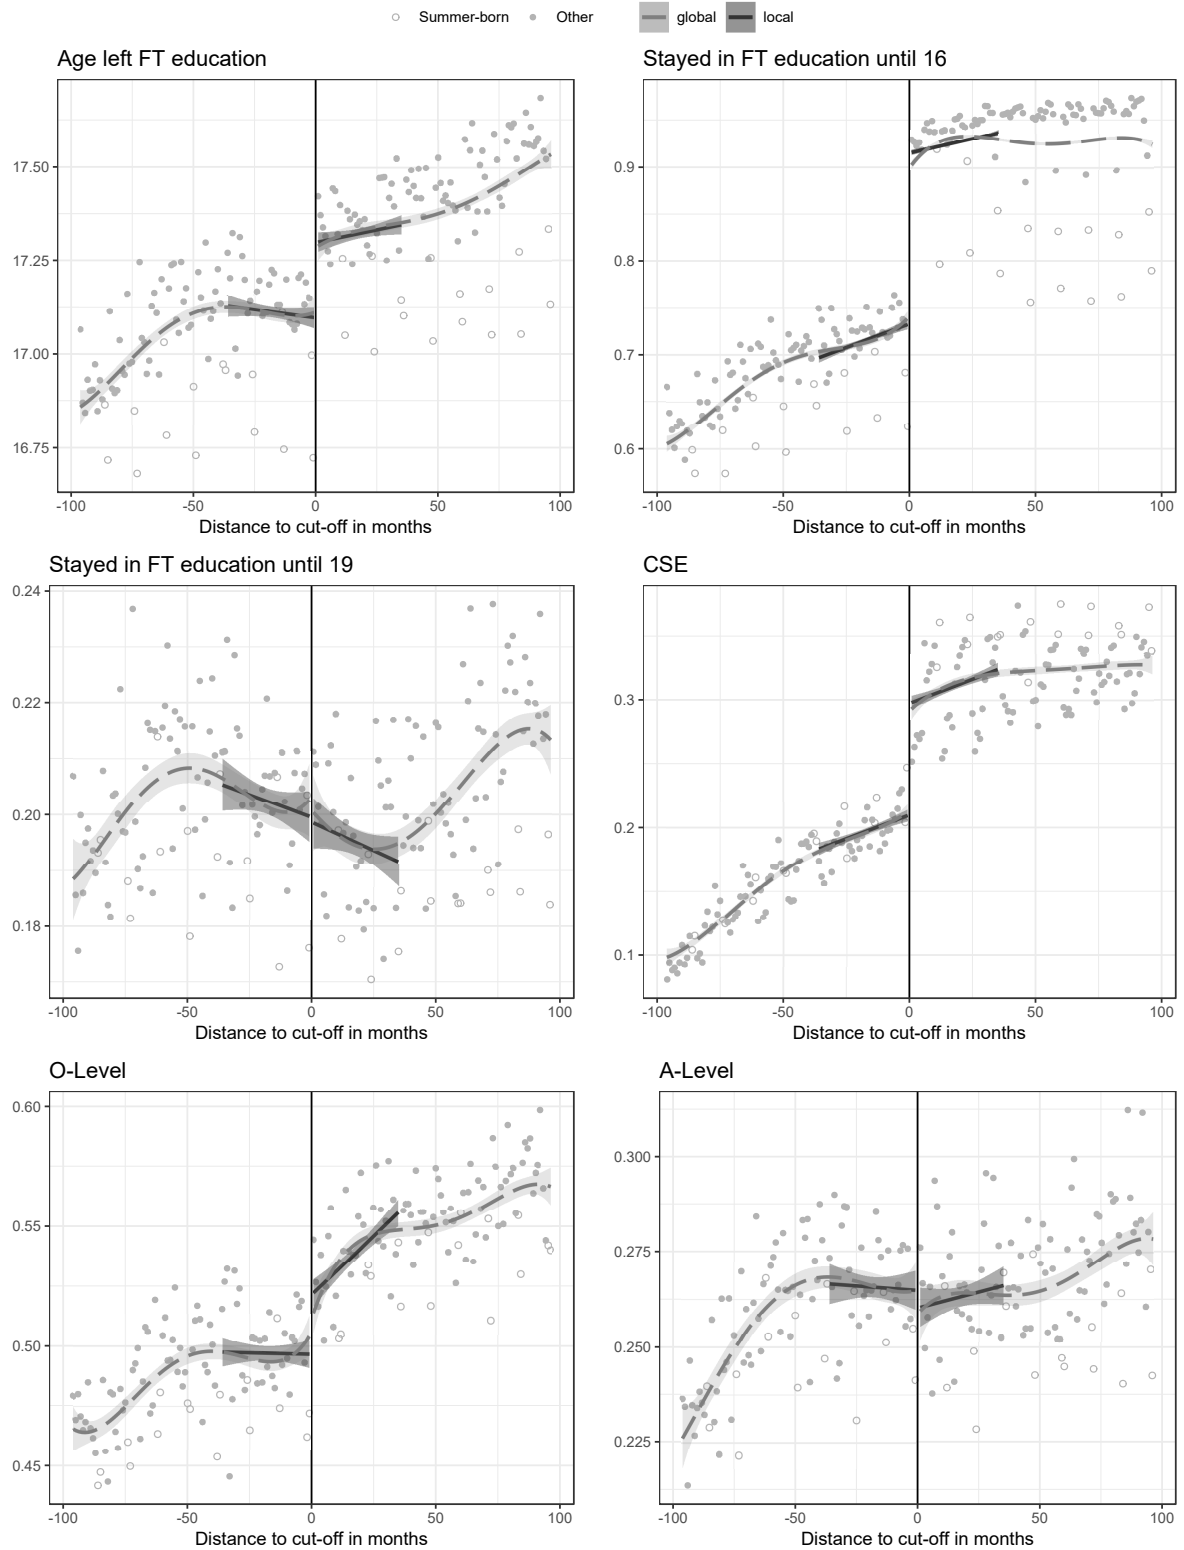 Summer-born Other global local
Age left FT education
Stayed in FT education until 16
17.50
17.25
17.00
16.75
-100 -50 0 50 100
Distance to cut-off in months
0.9
0.8
0.7
0.6
-100 -50 0 50 100
Distance to cut-off in months
Stayed in FT education until 19
CSE
0.24
0.22
0.20
0.18
-100 -50 0 50 100
Distance to cut-off in months
0.3
0.2
0.1
-100 -50 0 50 100
Distance to cut-off in months
O-Level
A-Level
0.60
0.55
0.50
0.45
-100 -50 0 50 100
Distance to cut-off in months
0.300
0.275
0.250
0.225
-100 -50 0 50 100
Distance to cut-off in months